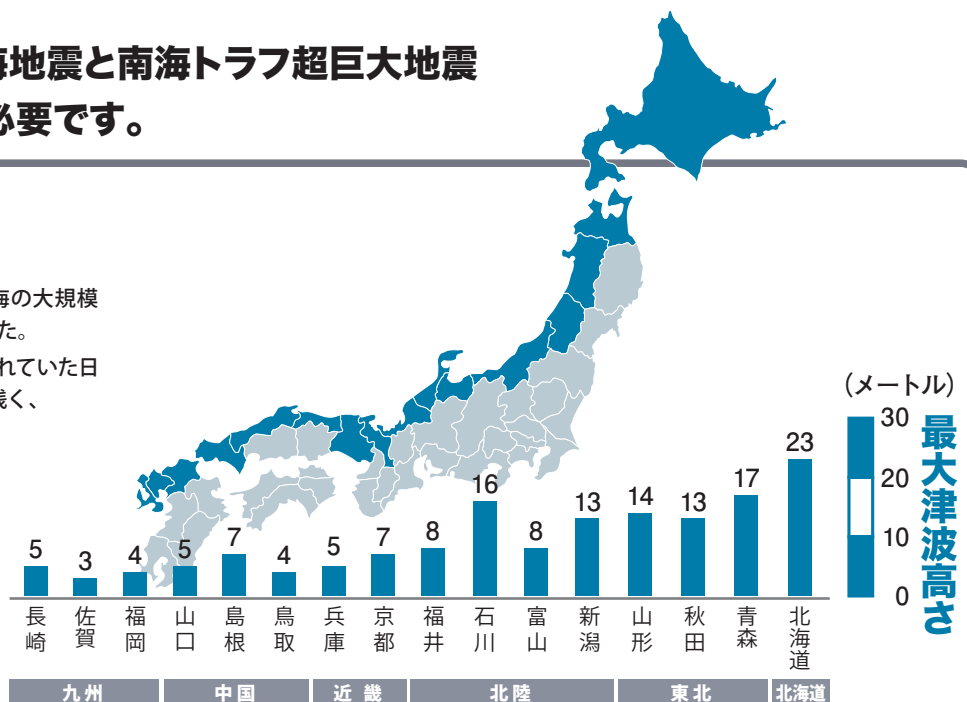 海地震と南海トラフ超巨大地震
必要です。
海の大規模
た。
れていた日
浅く、
(メートル)
30
20
10
0
最大津波高さ
5
3
4
5
7
4
5
7
8
16
8
13
14
13
17
23
長崎
佐賀
福岡
山口
島根
鳥取
兵庫
京都
福井
石川
富山
新潟
山形
秋田
青森
北海道
九州
中国
近畿
北陸
東北
北海道